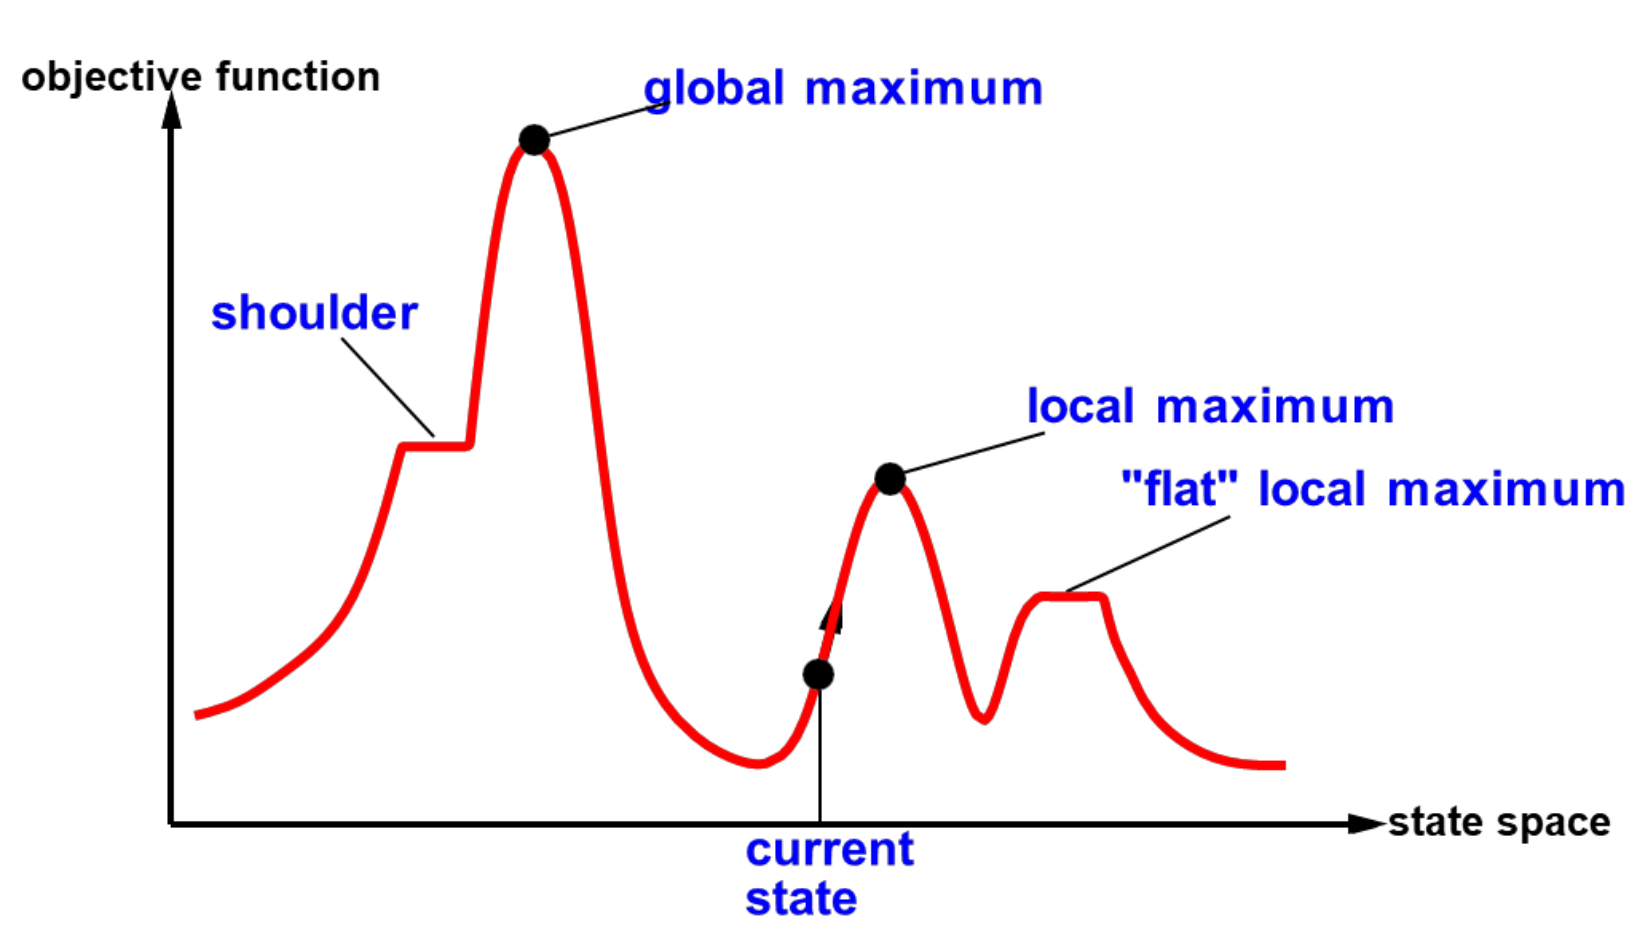 objective function
global maximum
shoulder
local maximum
"flat" local maximum
state space
current
state